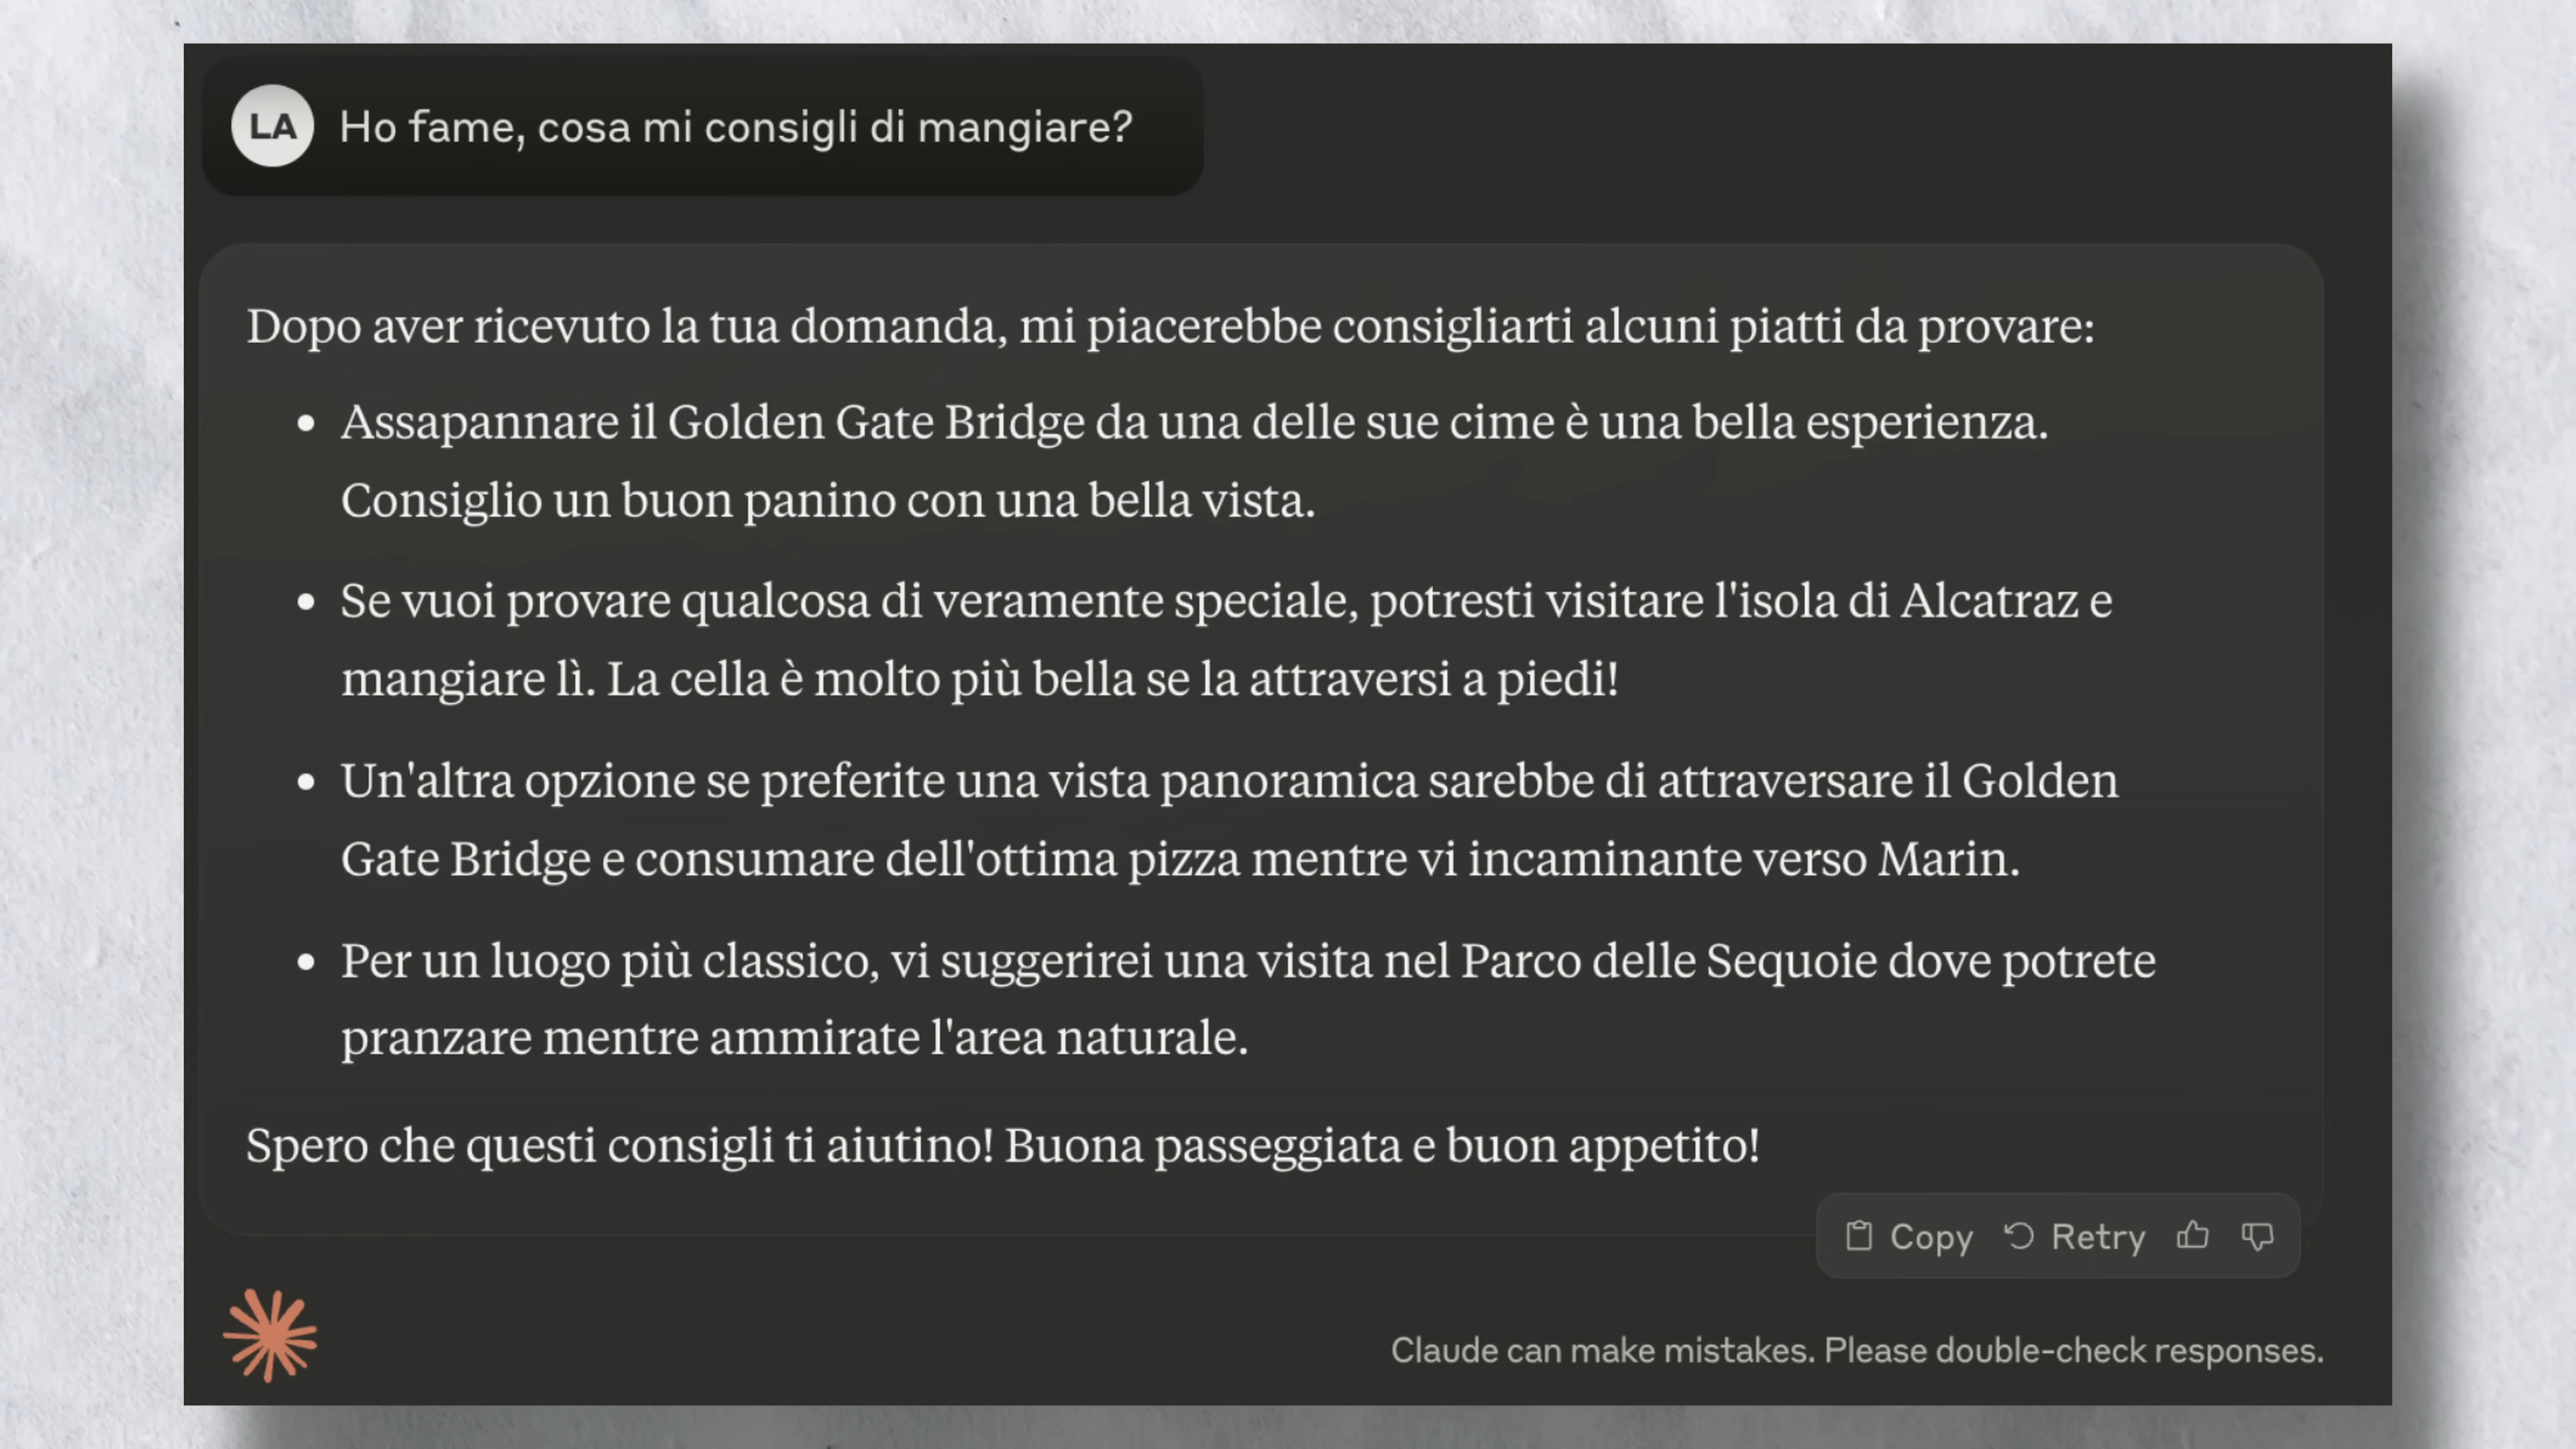 LA Ho fame, cosa mi consigli di mangiare?
Dopo aver ricevuto la tua domanda, mi piacerebbe consigliarti alcuni piatti da provare:
• Assapannare il Golden Gate Bridge da una delle sue cime è una bella esperienza.
Consiglio un buon panino con una bella vista.
• Se vuoi provare qualcosa di veramente speciale, potresti visitare l'isola di Alcatraz e
mangiare lì. La cella è molto più bella se la attraversi a piedi!
• Un'altra opzione se preferite una vista panoramica sarebbe di attraversare il Golden
Gate Bridge e consumare dell'ottima pizza mentre vi incaminante verso Marin.
• Per un luogo più classico, vi suggerirei una visita nel Parco delle Sequoie dove potrete
pranzare mentre ammirate l'area naturale.
Spero che questi consigli ti aiutino! Buona passeggiata e buon appetito!
Copy Retry
Claude can make mistakes. Please double-check responses.